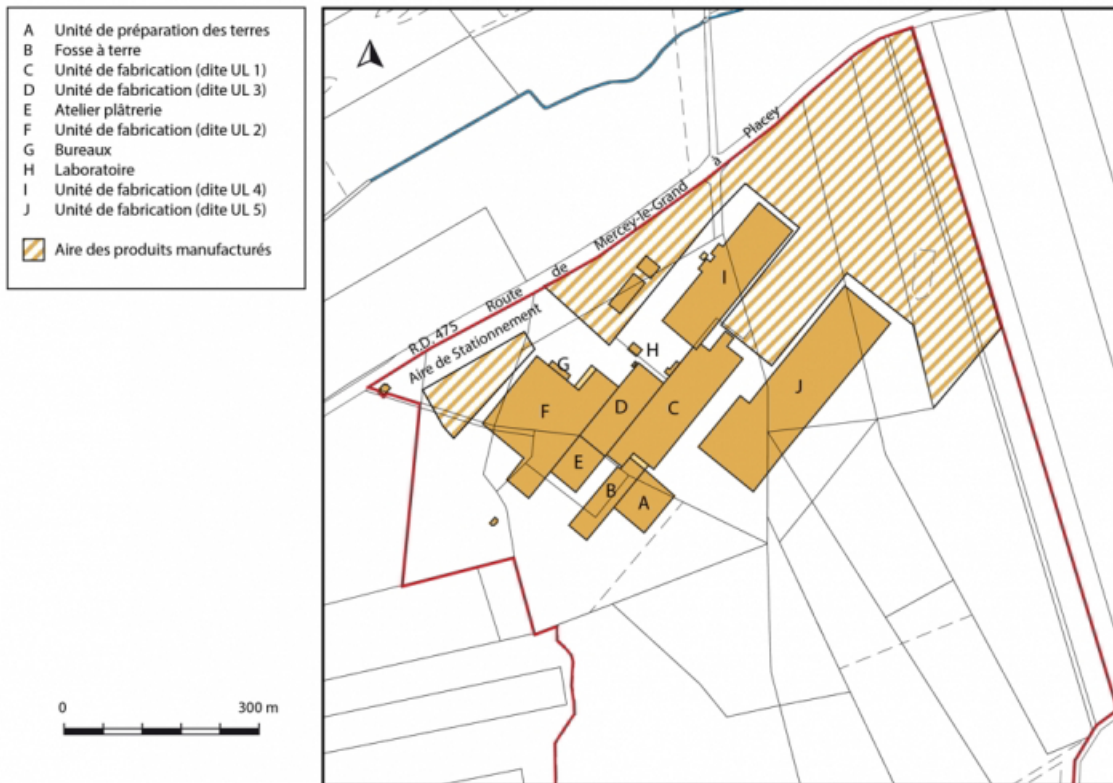 A Unité de préparation des terres
B Fosse à terre
C Unité de fabrication (dite UL 1)
D Unité de fabrication (dite UL 3)
E Atelier plâtrerie
F Unité de fabrication (dite UL 2)
G Bureaux
H Laboratoire
I Unité de fabrication (dite UL 4)
J Unité de fabrication (dite UL 5)
Aire des produits manufacturés
0 300 m
R.D. 475 Route de Mercey-le-Grand à Placey
Aire de Stationnement
I
H
G
J
F
D
C
E
B
A